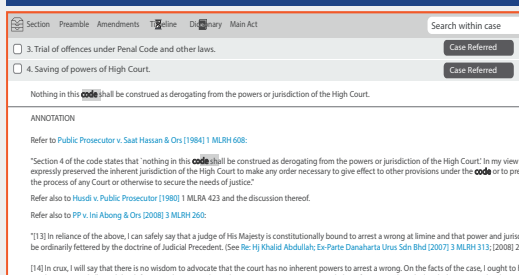 Section Preamble Amendments Timeline Dictionary Main Act Search within case
3. Trial of offences under Penal Code and other laws. Case Referred
4. Saving of powers of High Court. Case Referred
Nothing in this code shall be construed as derogating from the powers or jurisdiction of the High Court.
ANNOTATION
Refer to Public Prosecutor v. Saat Hassan & Ors [1984] 1 MLRH 608:
"Section 4 of the code states that `nothing in this code shall be construed as derogating from the powers or jurisdiction of the High Court.' In my view
expressly preserved the inherent jurisdiction of the High Court to make any order necessary to give effect to other provisions under the code or to pre
the process of any Court or otherwise to secure the needs of justice."
Refer also to Husdi v. Public Prosecutor [1980] 1 MLRA 423 and the discussion thereof.
Refer also to PP v. Ini Abong & Ors [2008] 3 MLRH 260:
"[13] In reliance of the above, I can safely say that a judge of His Majesty is constitutionally bound to arrest a wrong at limine and that power and jurisc
be ordinarily fettered by the doctrine of Judicial Precedent. (See Re: Hj Khalid Abdullah; Ex-Parte Danaharta Urus Sdn Bhd [2007] 3 MLRH 313; [2008] 2
[14] In crux, I will say that there is no wisdom to advocate that the court has no inherent powers to arrest a wrong. On the facts of the case, I ought to